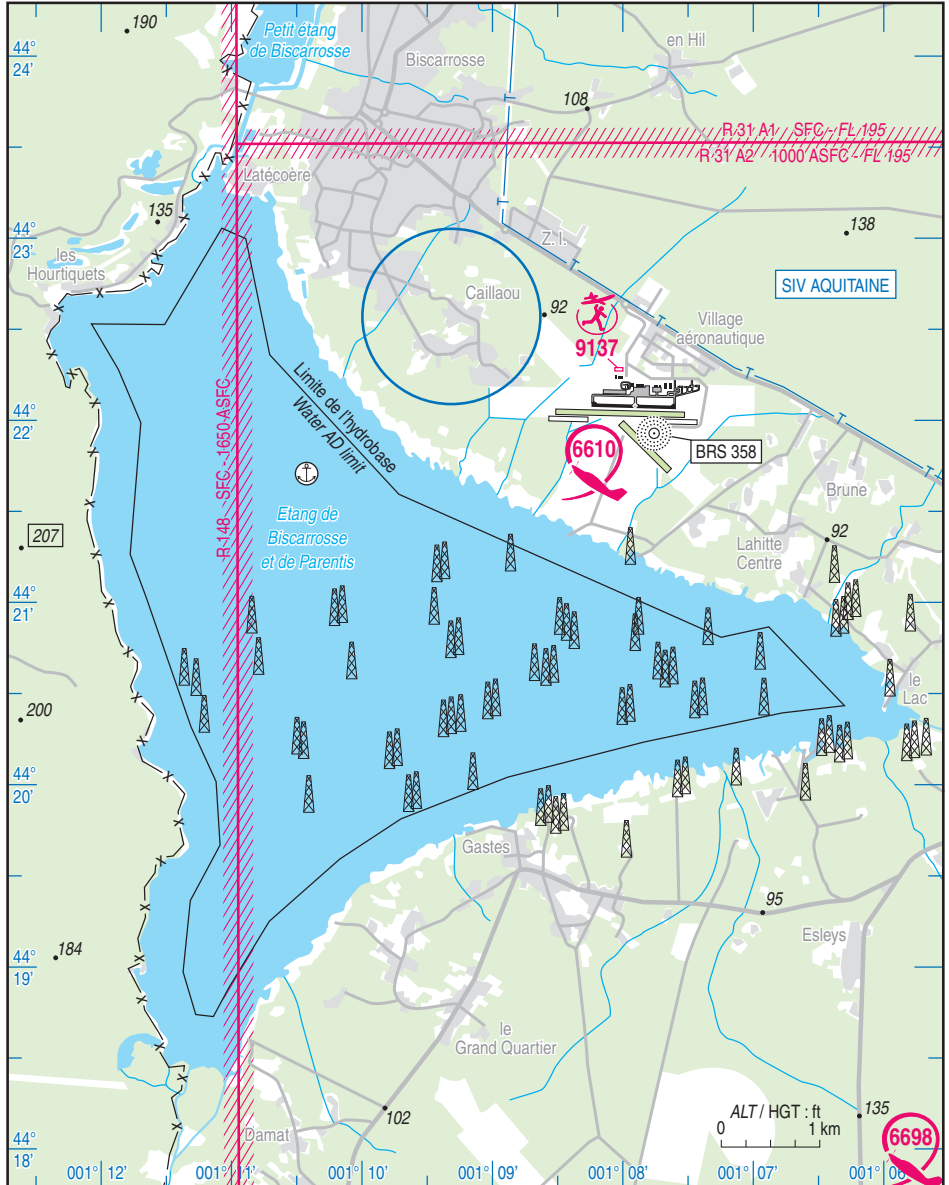 190
Petit étang
de Biscarrosse
Biscarrosse
en Hil
44°
24'
108
R 31 A1 SFC - FL 195
R 31 A2 1000 ASFC - FL 195
Latécoère
135
44°
23'
les
Hourtiquets
Z. I.
138
SIV AQUITAINE
Caillaou
92
9137
Village
aéronautique
Limite de l'hydrobase
Water AD limit
44°
22'
6610
BRS 358
R 148 SFC - 1650 ASFC
Etang de
Biscarrosse
et de Parentis
Brune
207
Lahitte
Centre
92
44°
21'
le
Lac
200
44°
20'
Gastes
95
Esleys
184
44°
19'
le
Grand Quartier
102
Damat
ALT / HGT : ft
0 1 km
135
6698
44°
18'
001° 12' 001° 11' 001° 10' 001° 09' 001° 08' 001° 07' 001° 06'